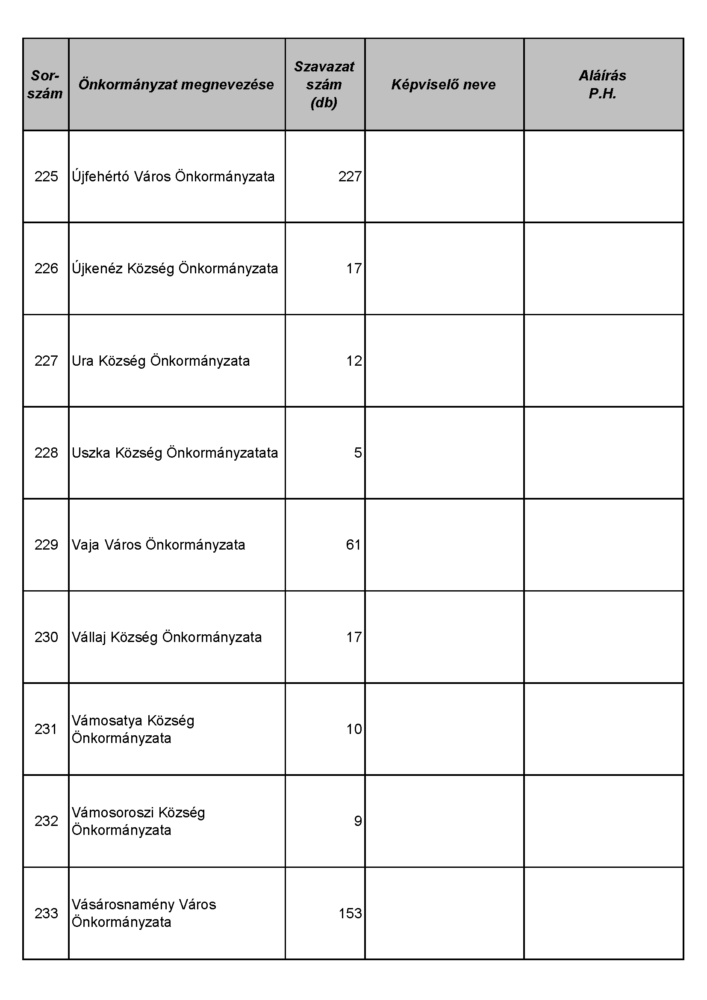 Sor-
szám
Önkormányzat megnevezése
Szavazat
szám
(db)
Képviselő neve
Aláírás
P.H.
225 Újfehértó Város Önkormányzata 227
226 Újkenéz Község Önkormányzata 17
227 Ura Község Önkormányzata 12
228 Uszka Község Önkormányzatata 5
229 Vaja Város Önkormányzata 61
230 Vállaj Község Önkormányzata 17
231 Vámosatya Község
Önkormányzata 10
232 Vámosoroszi Község
Önkormányzata 9
233 Vásárosnamény Város
Önkormányzata 153